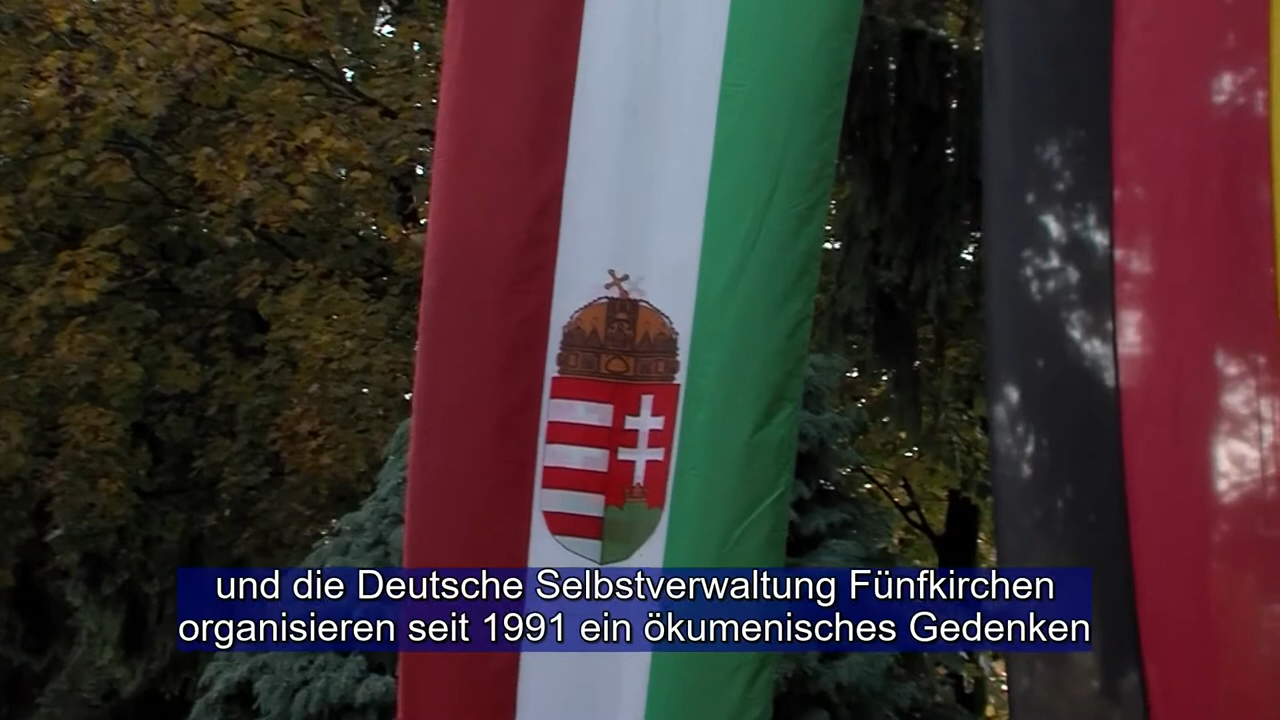 und die Deutsche Selbstverwaltung Fünfkirchen
organisieren seit 1991 ein ökumenisches Gedenken